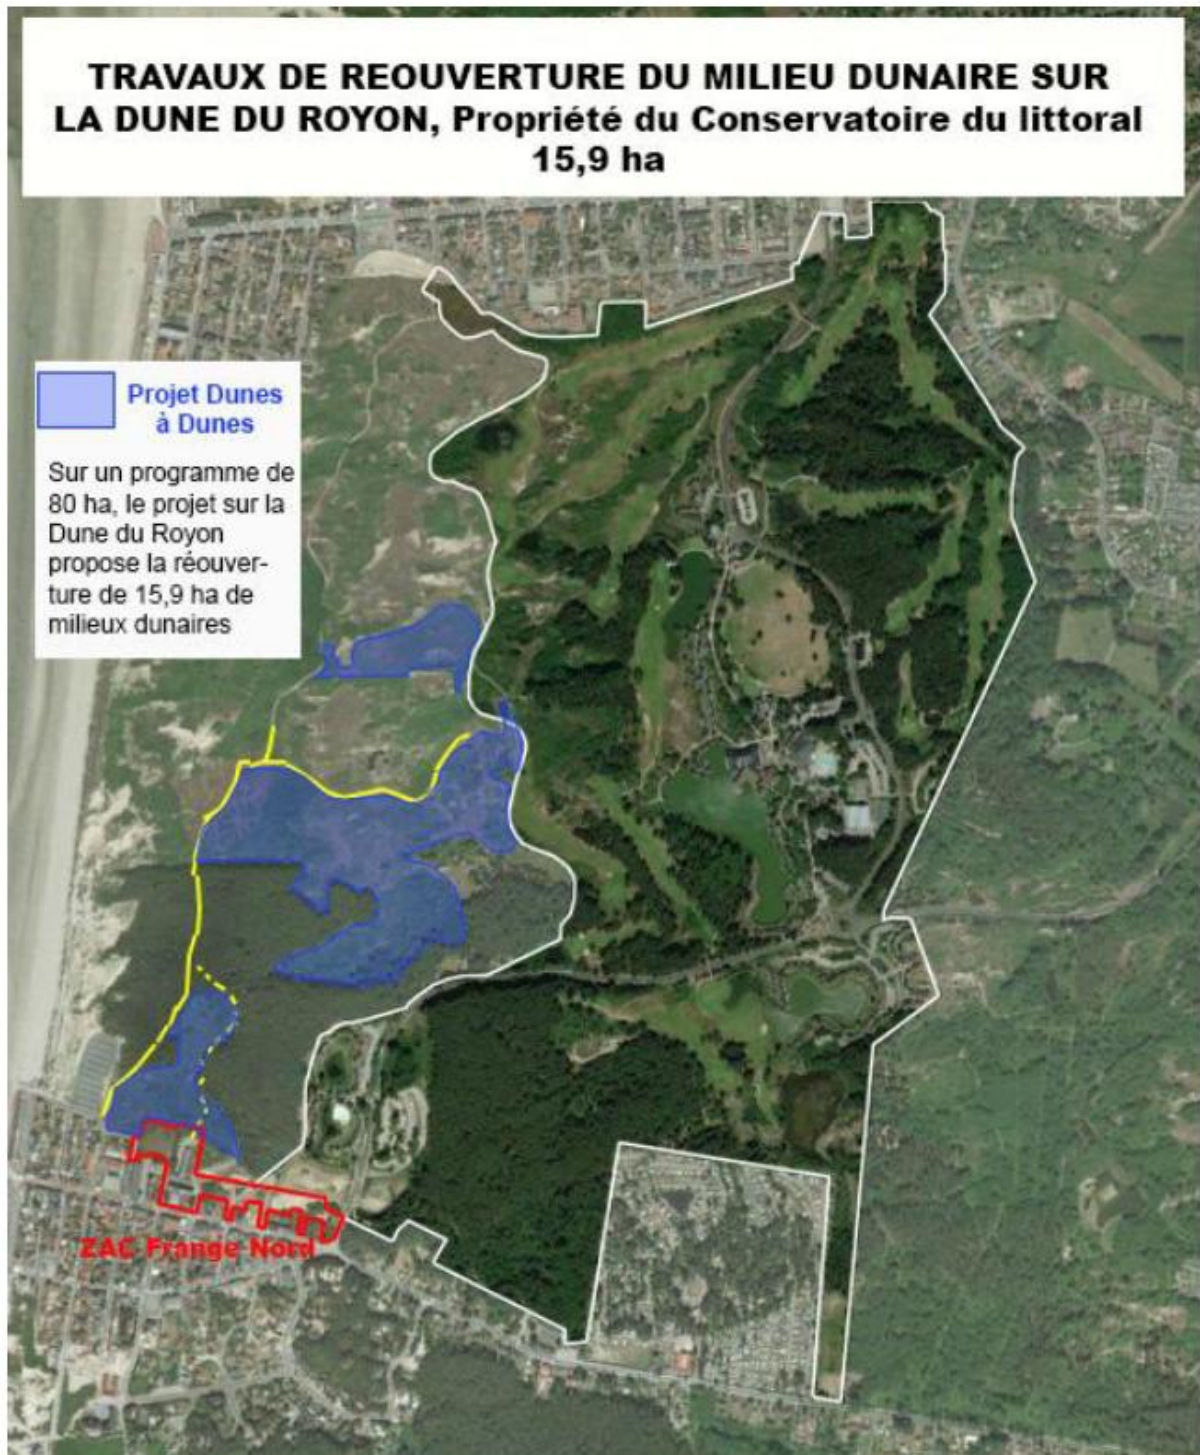 TRAVAUX DE REOUVERTURE DU MILIEU DUNAIRE SUR
LA DUNE DU ROYON, Propriété du Conservatoire du littoral
15,9 ha
Projet Dunes
à Dunes
Sur un programme de
80 ha, le projet sur la
Dune du Royon
propose la réouver-
ture de 15,9 ha de
milieux dunaires
ZAC Frange Nord